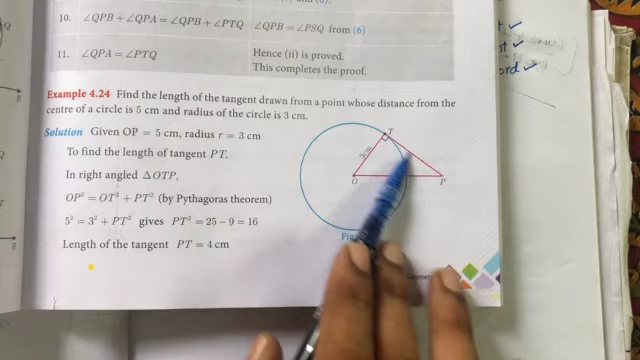 10. ∠QPB + ∠QPA = ∠QPB + ∠PTQ ∠QPB = ∠PSQ from (6)
11. ∠QPA = ∠PTQ Hence (ii) is proved.
This completes the proof.
Example 4.24 Find the length of the tangent drawn from a point whose distance from the
centre of a circle is 5 cm and radius of the circle is 3 cm.
Solution Given OP = 5 cm, radius r = 3 cm
To find the length of tangent PT.
In right angled ΔOTP,
OP² = OT² + PT² (by Pythagoras theorem)
5² = 3² + PT² gives PT² = 25 − 9 = 16
Length of the tangent PT = 4 cm
T
3cm
O
P